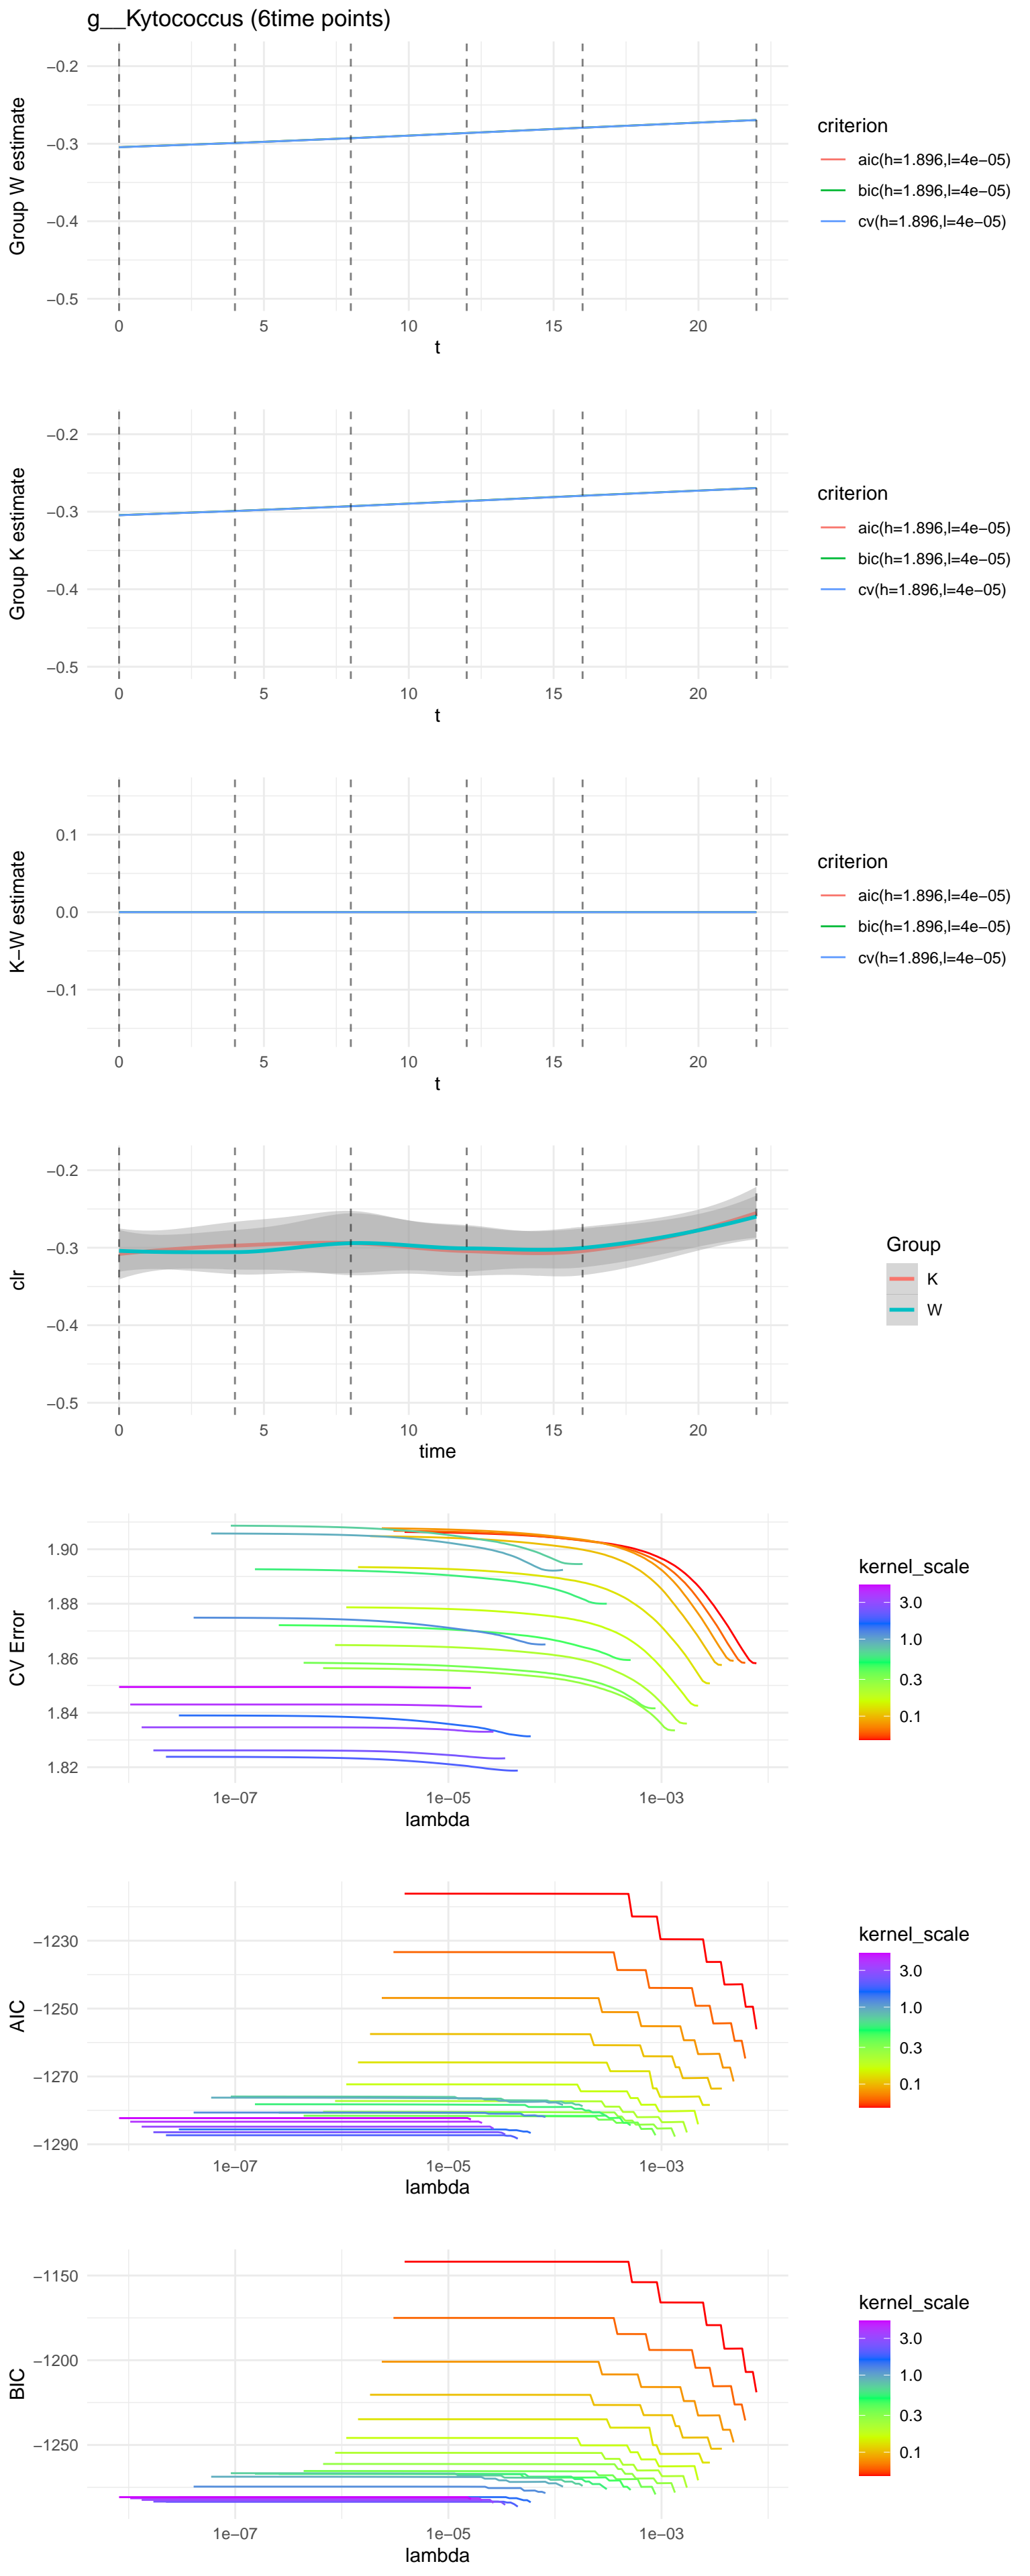 g__Kytococcus (6time points)
Group W estimate
−0.2
−0.3
−0.4
−0.5
0 5 10 15 20
t
criterion
aic(h=1.896,l=4e−05)
bic(h=1.896,l=4e−05)
cv(h=1.896,l=4e−05)
Group K estimate
−0.2
−0.3
−0.4
−0.5
0 5 10 15 20
t
criterion
aic(h=1.896,l=4e−05)
bic(h=1.896,l=4e−05)
cv(h=1.896,l=4e−05)
K−W estimate
0.1
0.0
−0.1
0 5 10 15 20
t
criterion
aic(h=1.896,l=4e−05)
bic(h=1.896,l=4e−05)
cv(h=1.896,l=4e−05)
clr
−0.2
−0.3
−0.4
−0.5
0 5 10 15 20
time
Group
K
W
CV Error
1.90
1.88
1.86
1.84
1.82
1e−07 1e−05 1e−03
lambda
kernel_scale
3.0
1.0
0.3
0.1
AIC
−1230
−1250
−1270
−1290
1e−07 1e−05 1e−03
lambda
kernel_scale
3.0
1.0
0.3
0.1
BIC
−1150
−1200
−1250
1e−07 1e−05 1e−03
lambda
kernel_scale
3.0
1.0
0.3
0.1